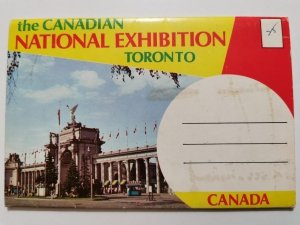 the CANADIAN
NATIONAL EXHIBITION
TORONTO
CANADA